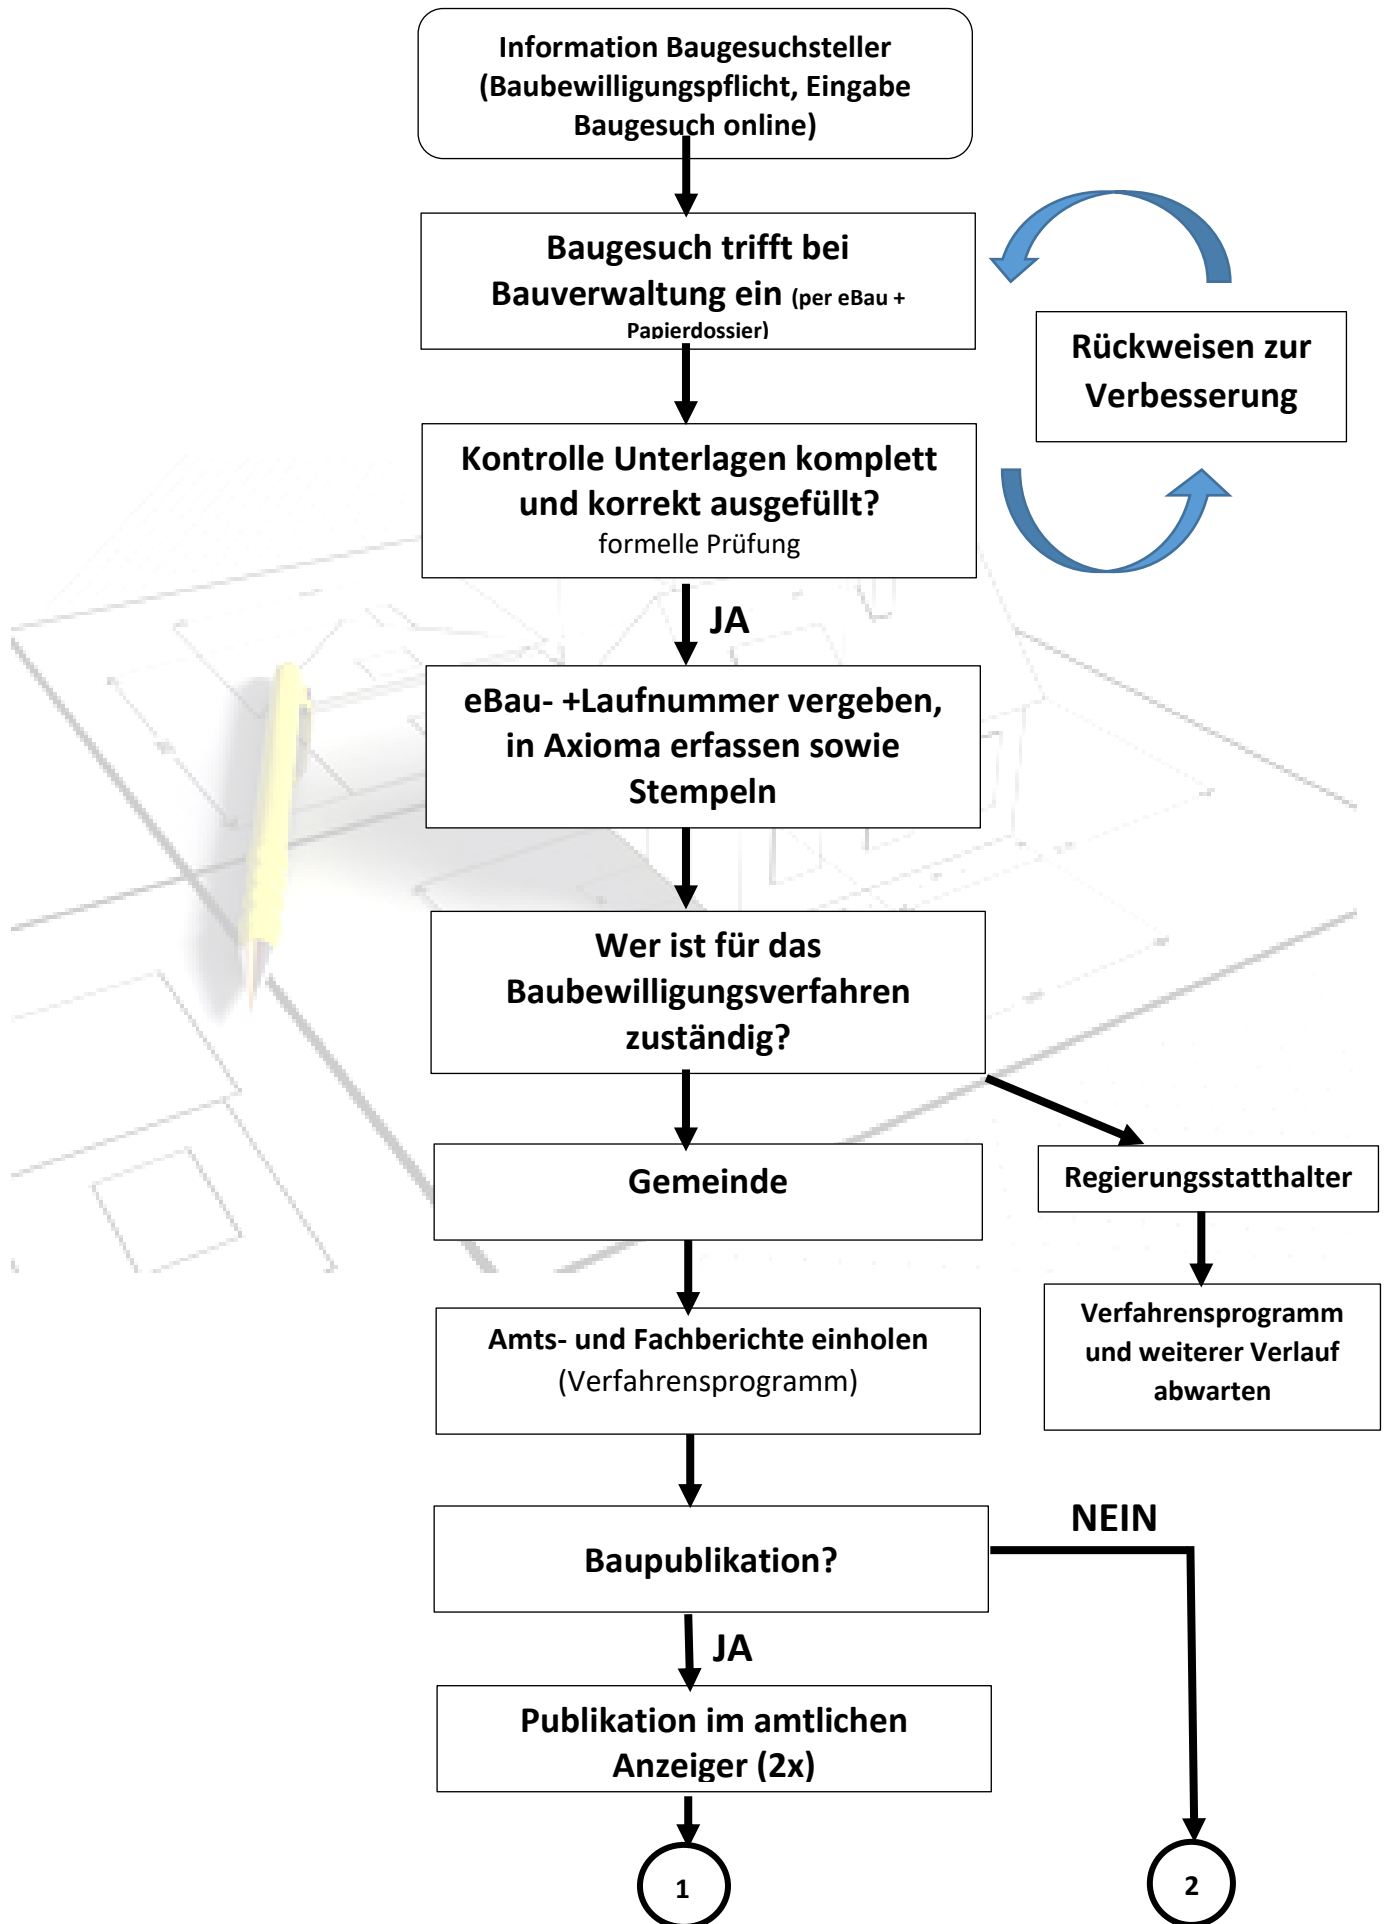 Information Baugesuchsteller
(Baubewilligungspflicht, Eingabe
Baugesuch online)
Baugesuch trifft bei
Bauverwaltung ein (per eBau +
Papierdossier)
Rückweisen zur
Verbesserung
Kontrolle Unterlagen komplett
und korrekt ausgefüllt?
formelle Prüfung
JA
eBau- +Laufnummer vergeben,
in Axioma erfassen sowie
Stempeln
Wer ist für das
Baubewilligungsverfahren
zuständig?
Gemeinde
Regierungsstatthalter
Amts- und Fachberichte einholen
(Verfahrensprogramm)
Verfahrensprogramm
und weiterer Verlauf
abwarten
Baupublikation?
NEIN
JA
Publikation im amtlichen
Anzeiger (2x)
1
2